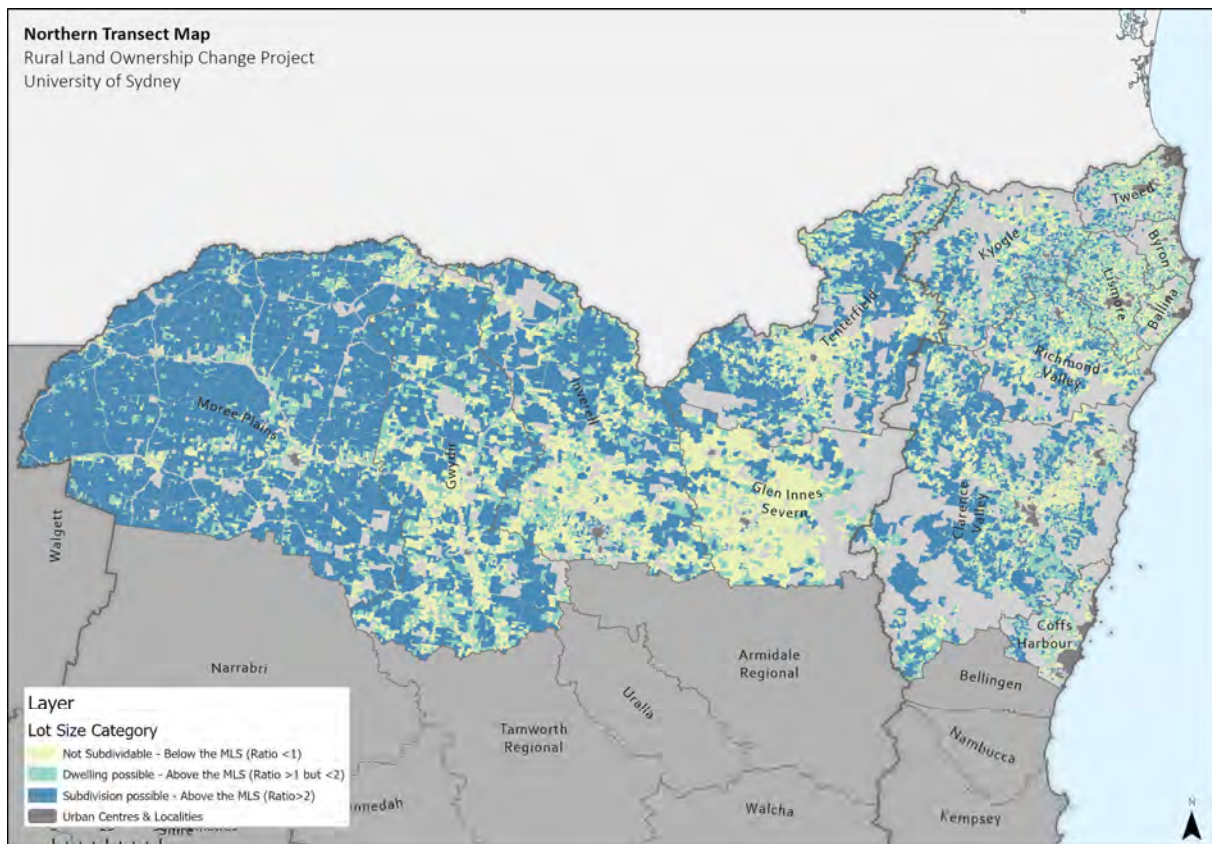 Northern Transect Map
Rural Land Ownership Change Project
University of Sydney
Tweed
Kyogle
Byron
Lismore
Ballina
Tenterfield
Richmond
Valley
Moree Plains
Inverell
Gwydir
Glen Innes
Severn
Clarence
Valley
Walgett
Coffs
Harbour
Narrabri
Armidale
Regional
Bellingen
Uralla
Tamworth
Regional
Nambucca
Layer
Lot Size Category
Not Subdividable - Below the MLS (Ratio <1)
Dwelling possible - Above the MLS (Ratio >1 but <2)
Subdivision possible - Above the MLS (Ratio>2)
Urban Centres & Localities
Walcha
Kempsey
N